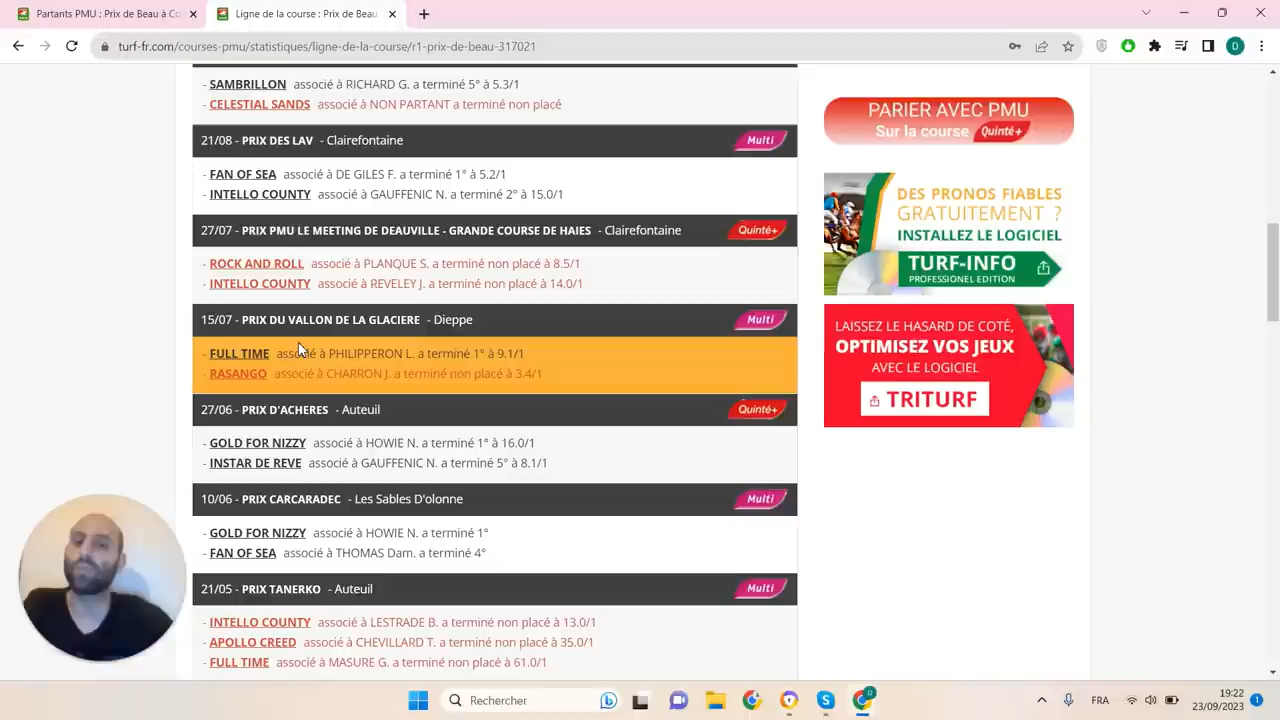 Partants PMU : Prix de Beau à Co
Ligne de la course : Prix de Beau
turf-fr.com/courses-pmu/statistiques/ligne-de-la-course/r1-prix-de-beau-317021
D
- SAMBRILLON associé à RICHARD G. a terminé 5° à 5.3/1
- CELESTIAL SANDS associé à NON PARTANT a terminé non placé
21/08 - PRIX DES LAV - Clairefontaine Multi
- FAN OF SEA associé à DE GILES F. a terminé 1° à 5.2/1
- INTELLO COUNTY associé à GAUFFENIC N. a terminé 2° à 15.0/1
27/07 - PRIX PMU LE MEETING DE DEAUVILLE - GRANDE COURSE DE HAIES - Clairefontaine Quinté+
- ROCK AND ROLL associé à PLANQUE S. a terminé non placé à 8.5/1
- INTELLO COUNTY associé à REVELEY J. a terminé non placé à 14.0/1
15/07 - PRIX DU VALLON DE LA GLACIERE - Dieppe Multi
- FULL TIME associé à PHILIPPERON L. a terminé 1° à 9.1/1
- RASANGO associé à CHARRON J. a terminé non placé à 3.4/1
27/06 - PRIX D'ACHERES - Auteuil Quinté+
- GOLD FOR NIZZY associé à HOWIE N. a terminé 1° à 16.0/1
- INSTAR DE REVE associé à GAUFFENIC N. a terminé 5° à 8.1/1
10/06 - PRIX CARCARADEC - Les Sables D'olonne Multi
- GOLD FOR NIZZY associé à HOWIE N. a terminé 1°
- FAN OF SEA associé à THOMAS Dam. a terminé 4°
21/05 - PRIX TANERKO - Auteuil Multi
- INTELLO COUNTY associé à LESTRADE B. a terminé non placé à 13.0/1
- APOLLO CREED associé à CHEVILLARD T. a terminé non placé à 35.0/1
- FULL TIME associé à MASURE G. a terminé non placé à 61.0/1
PARIER AVEC PMU
Sur la course Quinté+
DES PRONOS FIABLES
GRATUITEMENT ?
INSTALLEZ LE LOGICIEL
TURF-INFO
PROFESSIONEL EDITION
LAISSEZ LE HASARD DE COTÉ,
OPTIMISEZ VOS JEUX
AVEC LE LOGICIEL
TRITURF
Rechercher
FRA
19:22
23/09/2023